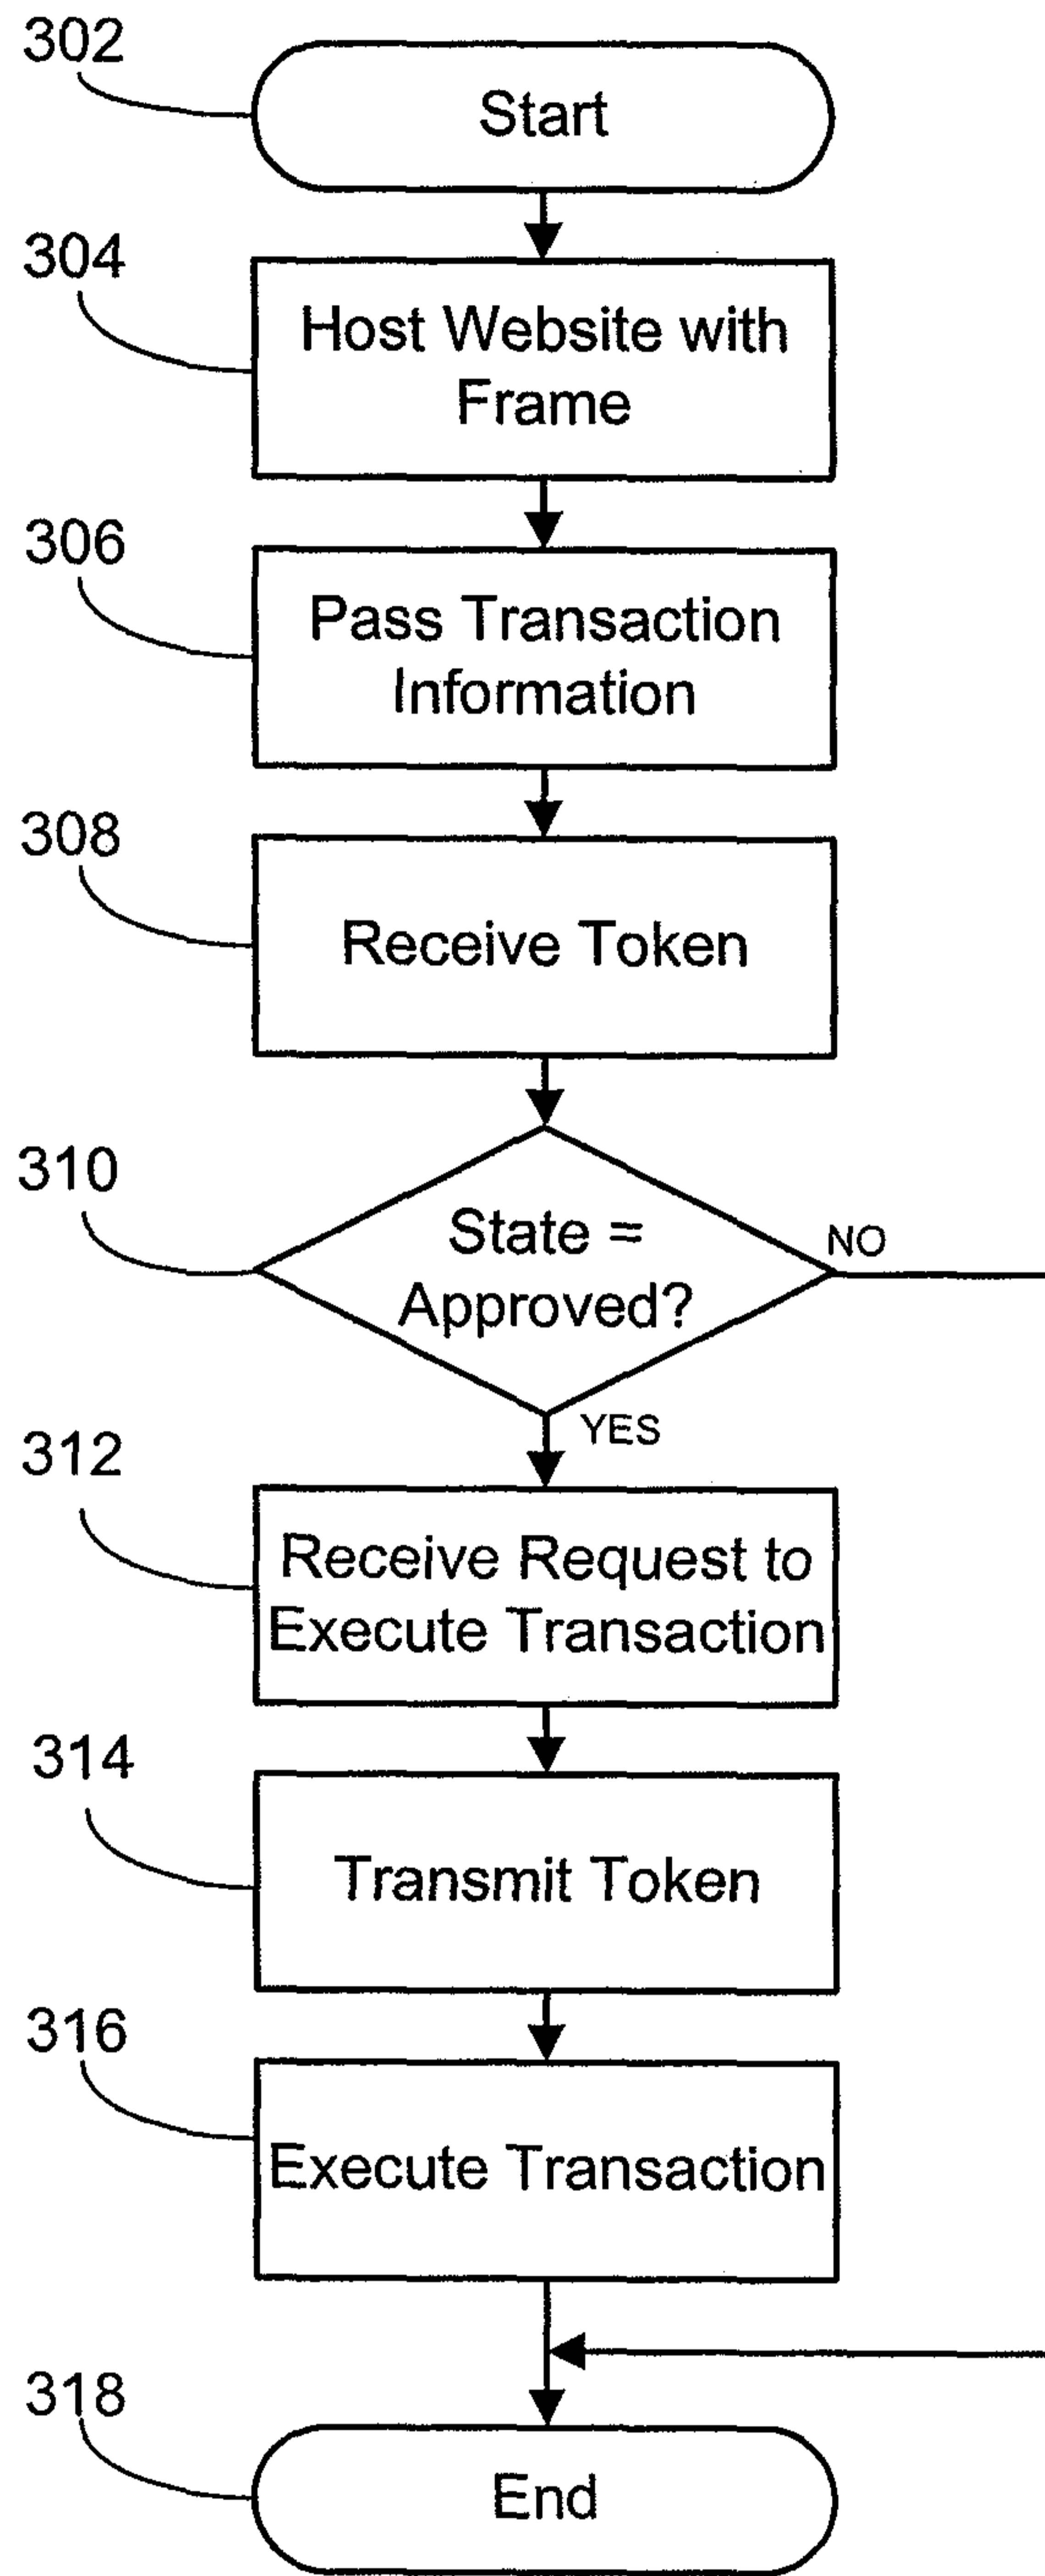 302
Start
304
Host Website with
Frame
306
Pass Transaction
Information
308
Receive Token
310
State =
Approved?
NO
YES
312
Receive Request to
Execute Transaction
314
Transmit Token
316
Execute Transaction
318
End